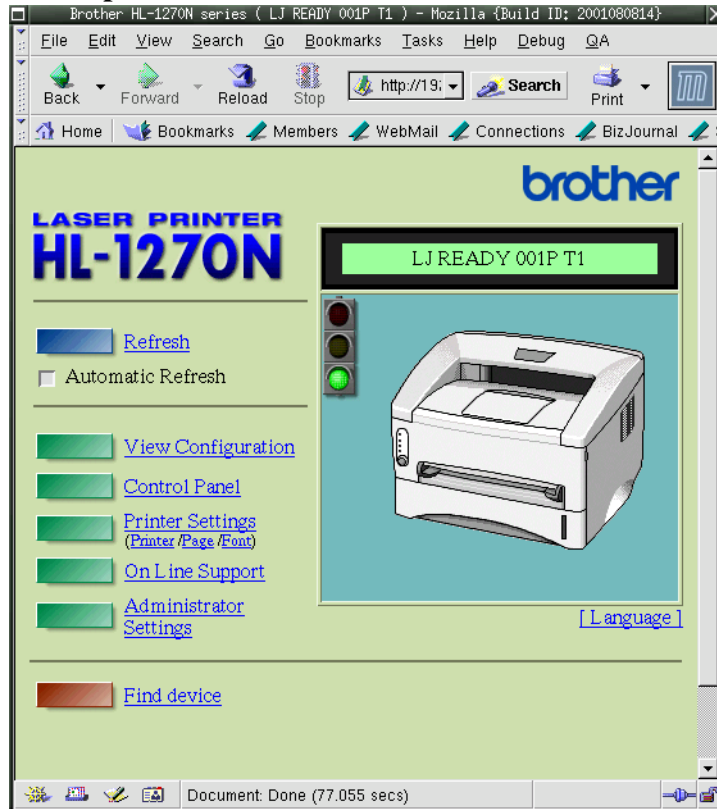 Brother HL-1270N series ( LJ READY 001P T1 ) - Mozilla {Build ID: 2001080814}
File Edit View Search Go Bookmarks Tasks Help Debug QA
Back Forward Reload Stop http://19 Search Print
Home Bookmarks Members WebMail Connections BizJournal
brother
LASER PRINTER
HL-1270N
LJ READY 001P T1
Refresh
Automatic Refresh
View Configuration
Control Panel
Printer Settings
(Printer /Page /Font)
On Line Support
Administrator
Settings
[ Language ]
Find device
Document: Done (77.055 secs)